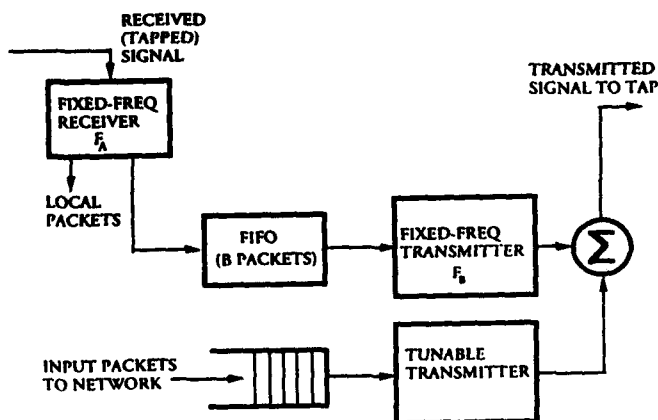 RECEIVED
(TAPPED)
SIGNAL
TRANSMITTED
SIGNAL TO TAP
FIXED-FREQ
RECEIVER
F_A
LOCAL
PACKETS
FIFO
(B PACKETS)
FIXED-FREQ
TRANSMITTER
F_B
Σ
INPUT PACKETS
TO NETWORK
TUNABLE
TRANSMITTER